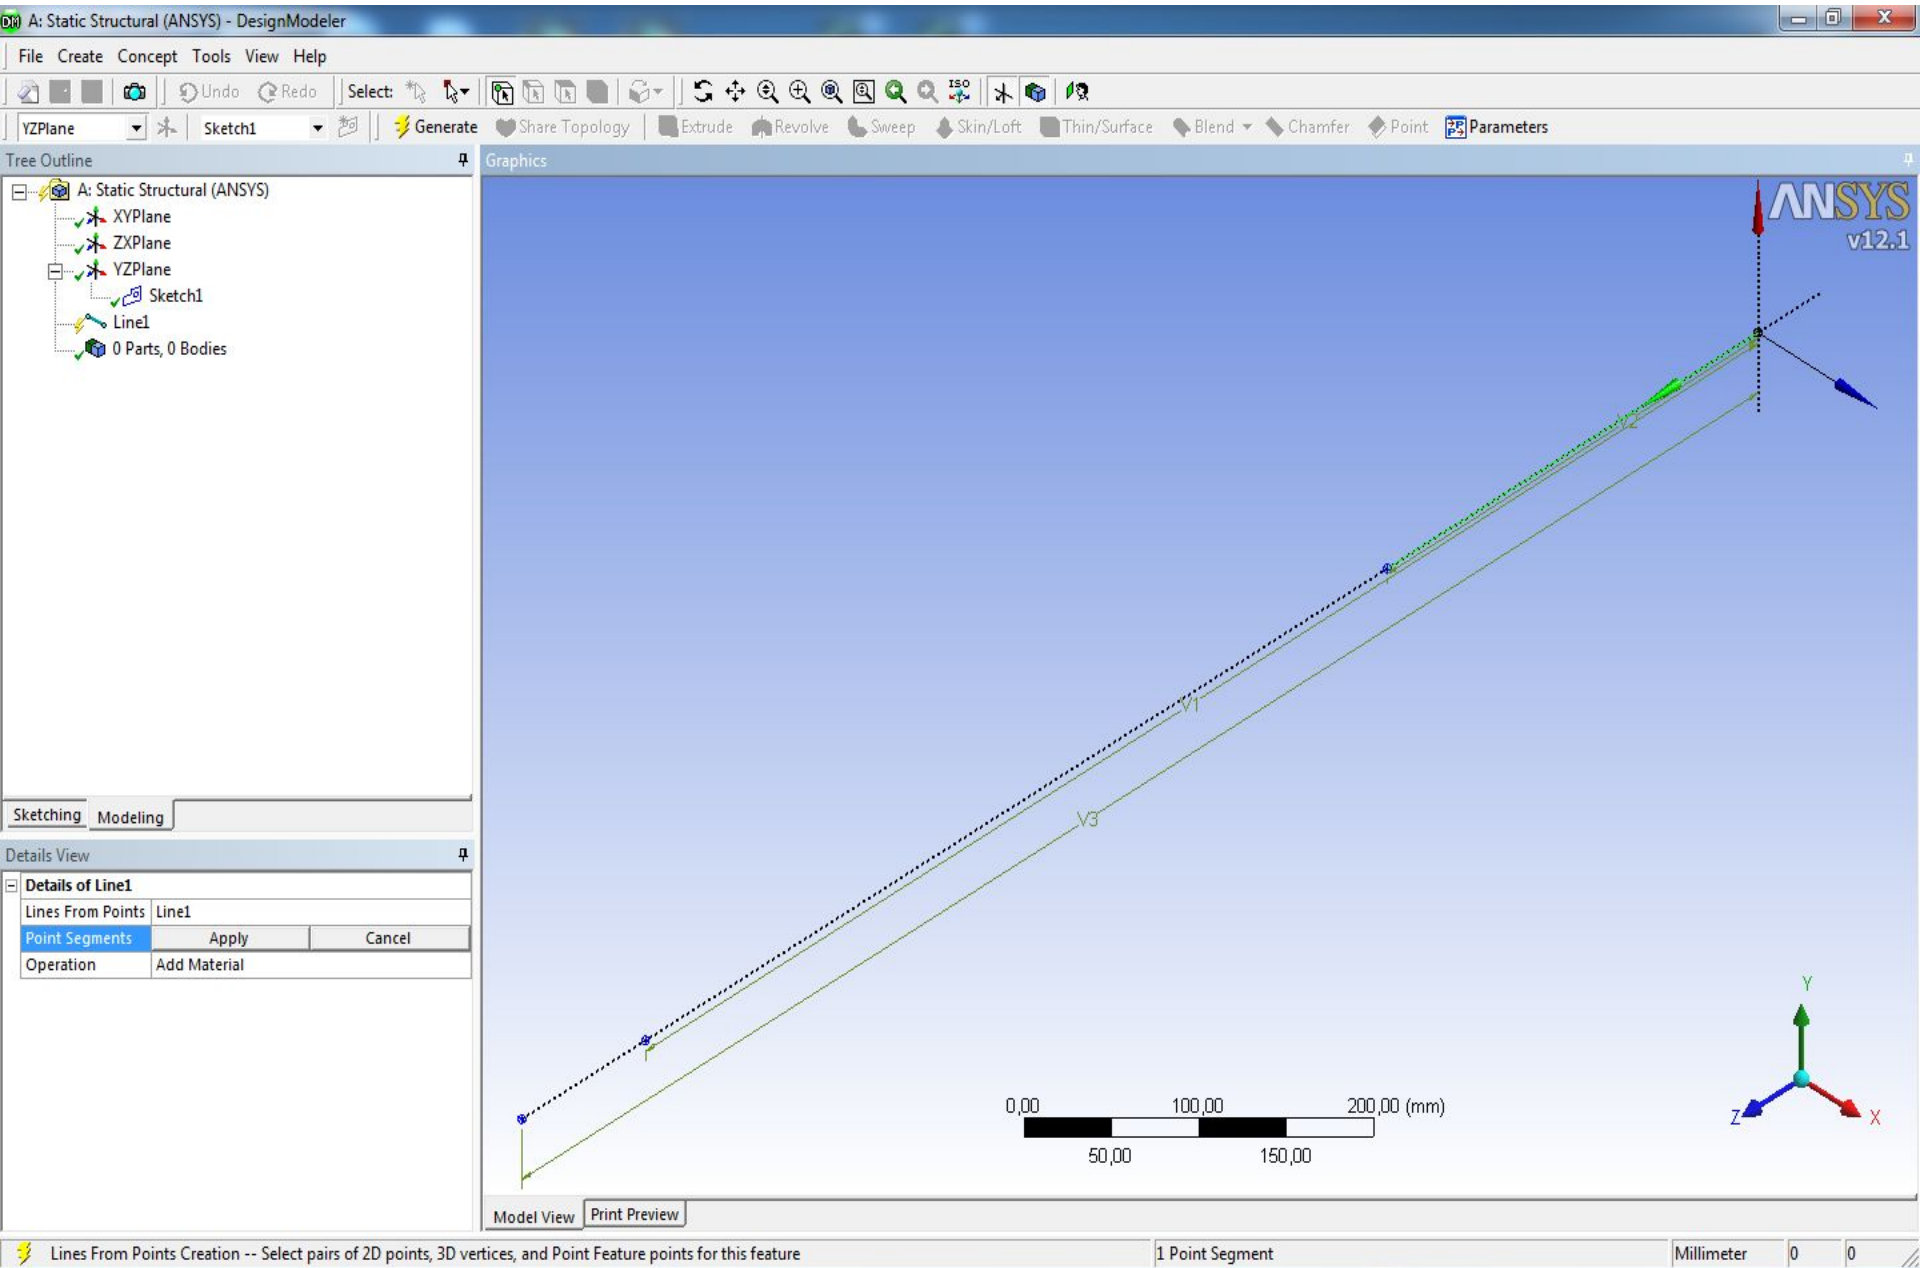 DM A: Static Structural (ANSYS) - DesignModeler
File Create Concept Tools View Help
Undo Redo Select: ISO
YZPlane Sketch1 Generate Share Topology Extrude Revolve Sweep Skin/Loft Thin/Surface Blend Chamfer Point Parameters
Tree Outline
Graphics
A: Static Structural (ANSYS)
XYPlane
ZXPlane
YZPlane
Sketch1
Line1
0 Parts, 0 Bodies
Sketching Modeling
Details View
Details of Line1
Lines From Points Line1
Point Segments Apply Cancel
Operation Add Material
ANSYS
v12.1
V2
V1
V3
0,00 100,00 200,00 (mm)
50,00 150,00
Y
Z X
Model View Print Preview
Lines From Points Creation -- Select pairs of 2D points, 3D vertices, and Point Feature points for this feature 1 Point Segment Millimeter 0 0